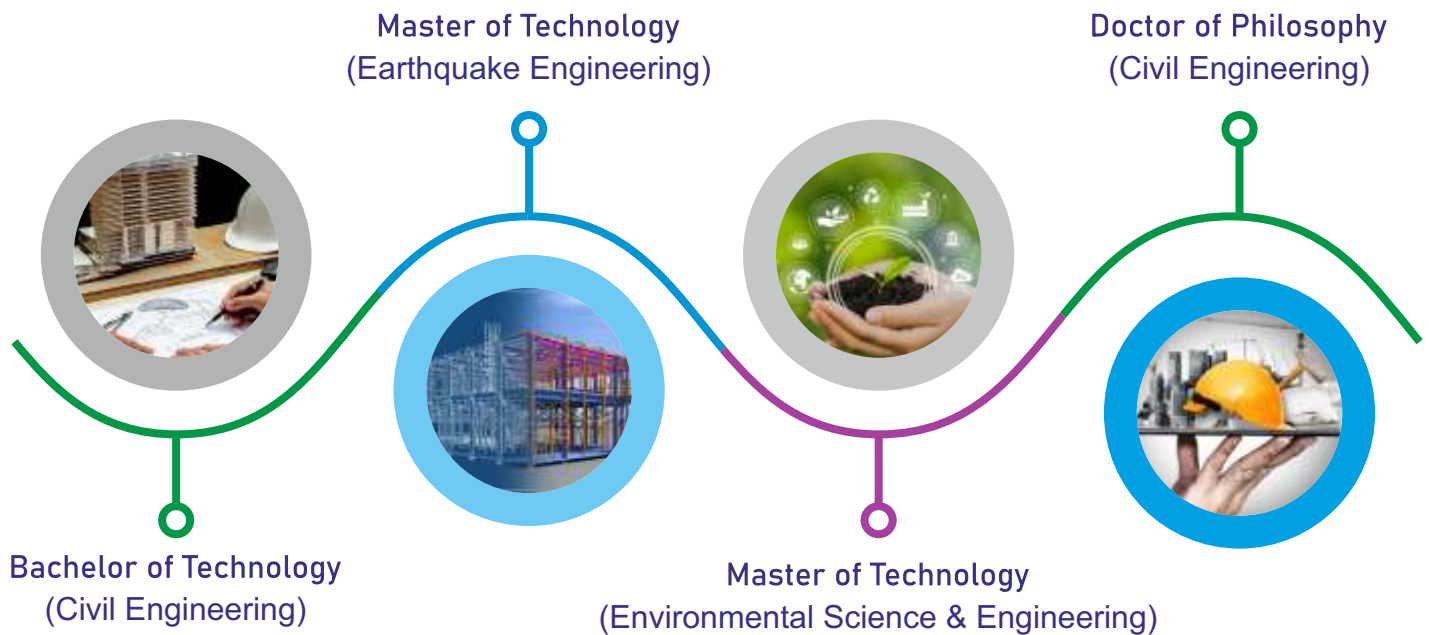 Master of Technology
(Earthquake Engineering)
Doctor of Philosophy
(Civil Engineering)
Bachelor of Technology
(Civil Engineering)
Master of Technology
(Environmental Science & Engineering)